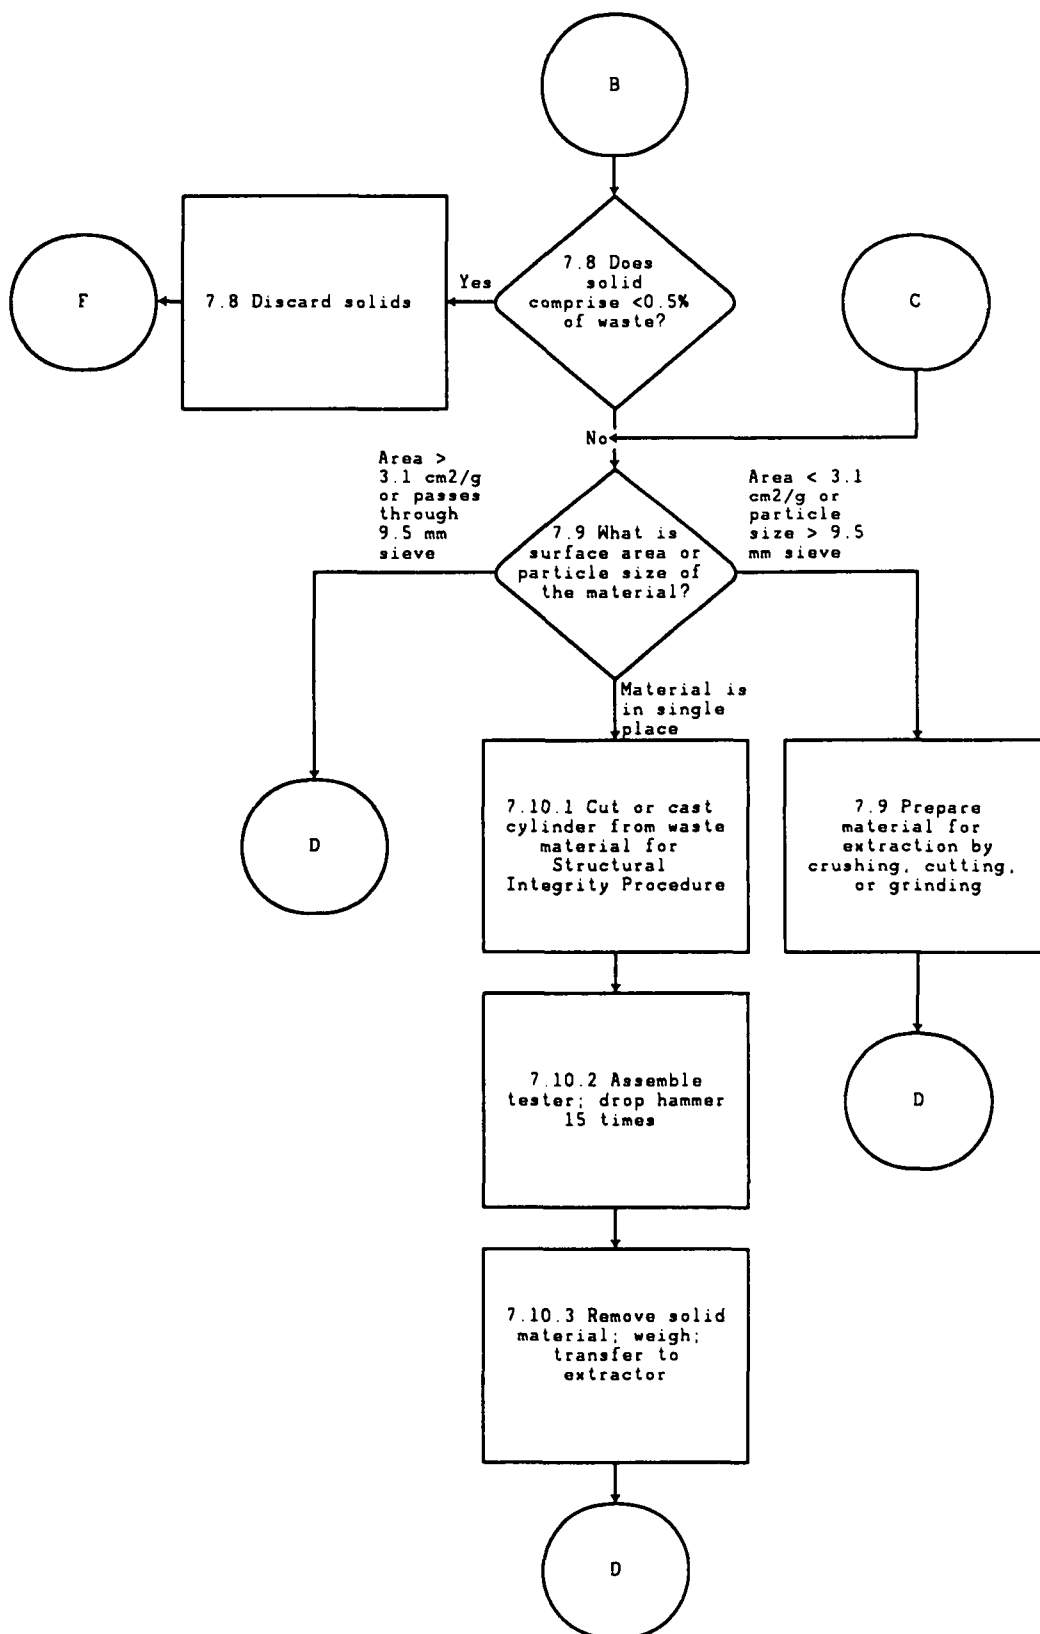 B
7.8 Does
solid
comprise <0.5%
of waste?
Yes
7.8 Discard solids
F
C
No
Area >
3.1 cm2/g
or passes
through
9.5 mm
sieve
Area < 3.1
cm2/g or
particle
size > 9.5
mm sieve
7.9 What is
surface area or
particle size of
the material?
Material is
in single
place
D
7.10.1 Cut or cast
cylinder from waste
material for
Structural
Integrity Procedure
7.9 Prepare
material for
extraction by
crushing, cutting,
or grinding
7.10.2 Assemble
tester; drop hammer
15 times
D
7.10.3 Remove solid
material; weigh;
transfer to
extractor
D